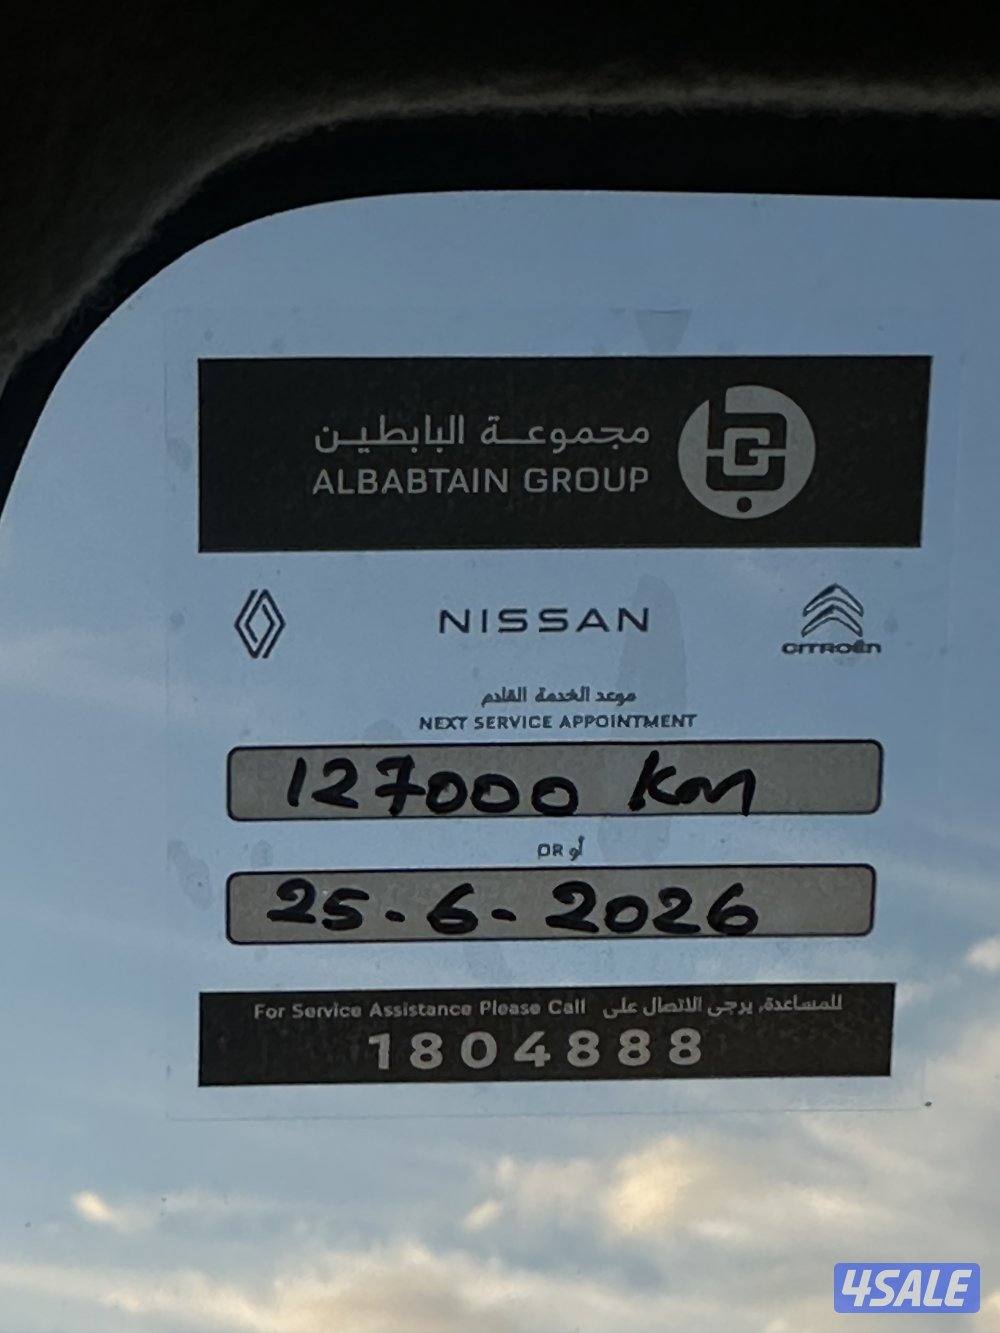 مجموعة البابطين
ALBABTAIN GROUP
NISSAN
CITROËN
موعد الخدمة القادم
NEXT SERVICE APPOINTMENT
127000 Km
OR أو
25-6-2026
For Service Assistance Please Call للمساعدة, يرجى الاتصال على
1804888
4SALE